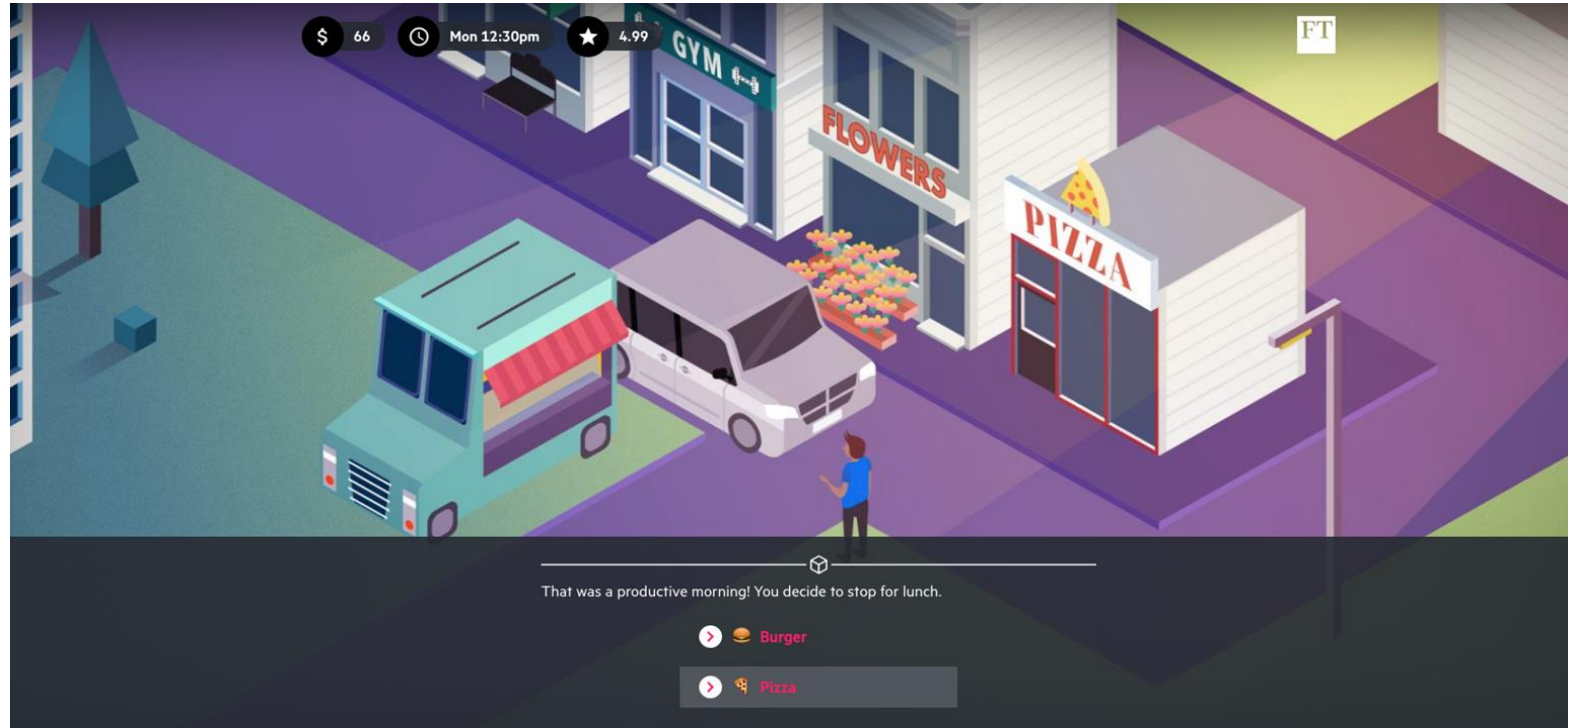 $ 66
Mon 12:30pm
4.99
FT
GYM
FLOWERS
PIZZA
That was a productive morning! You decide to stop for lunch.
Burger
Pizza